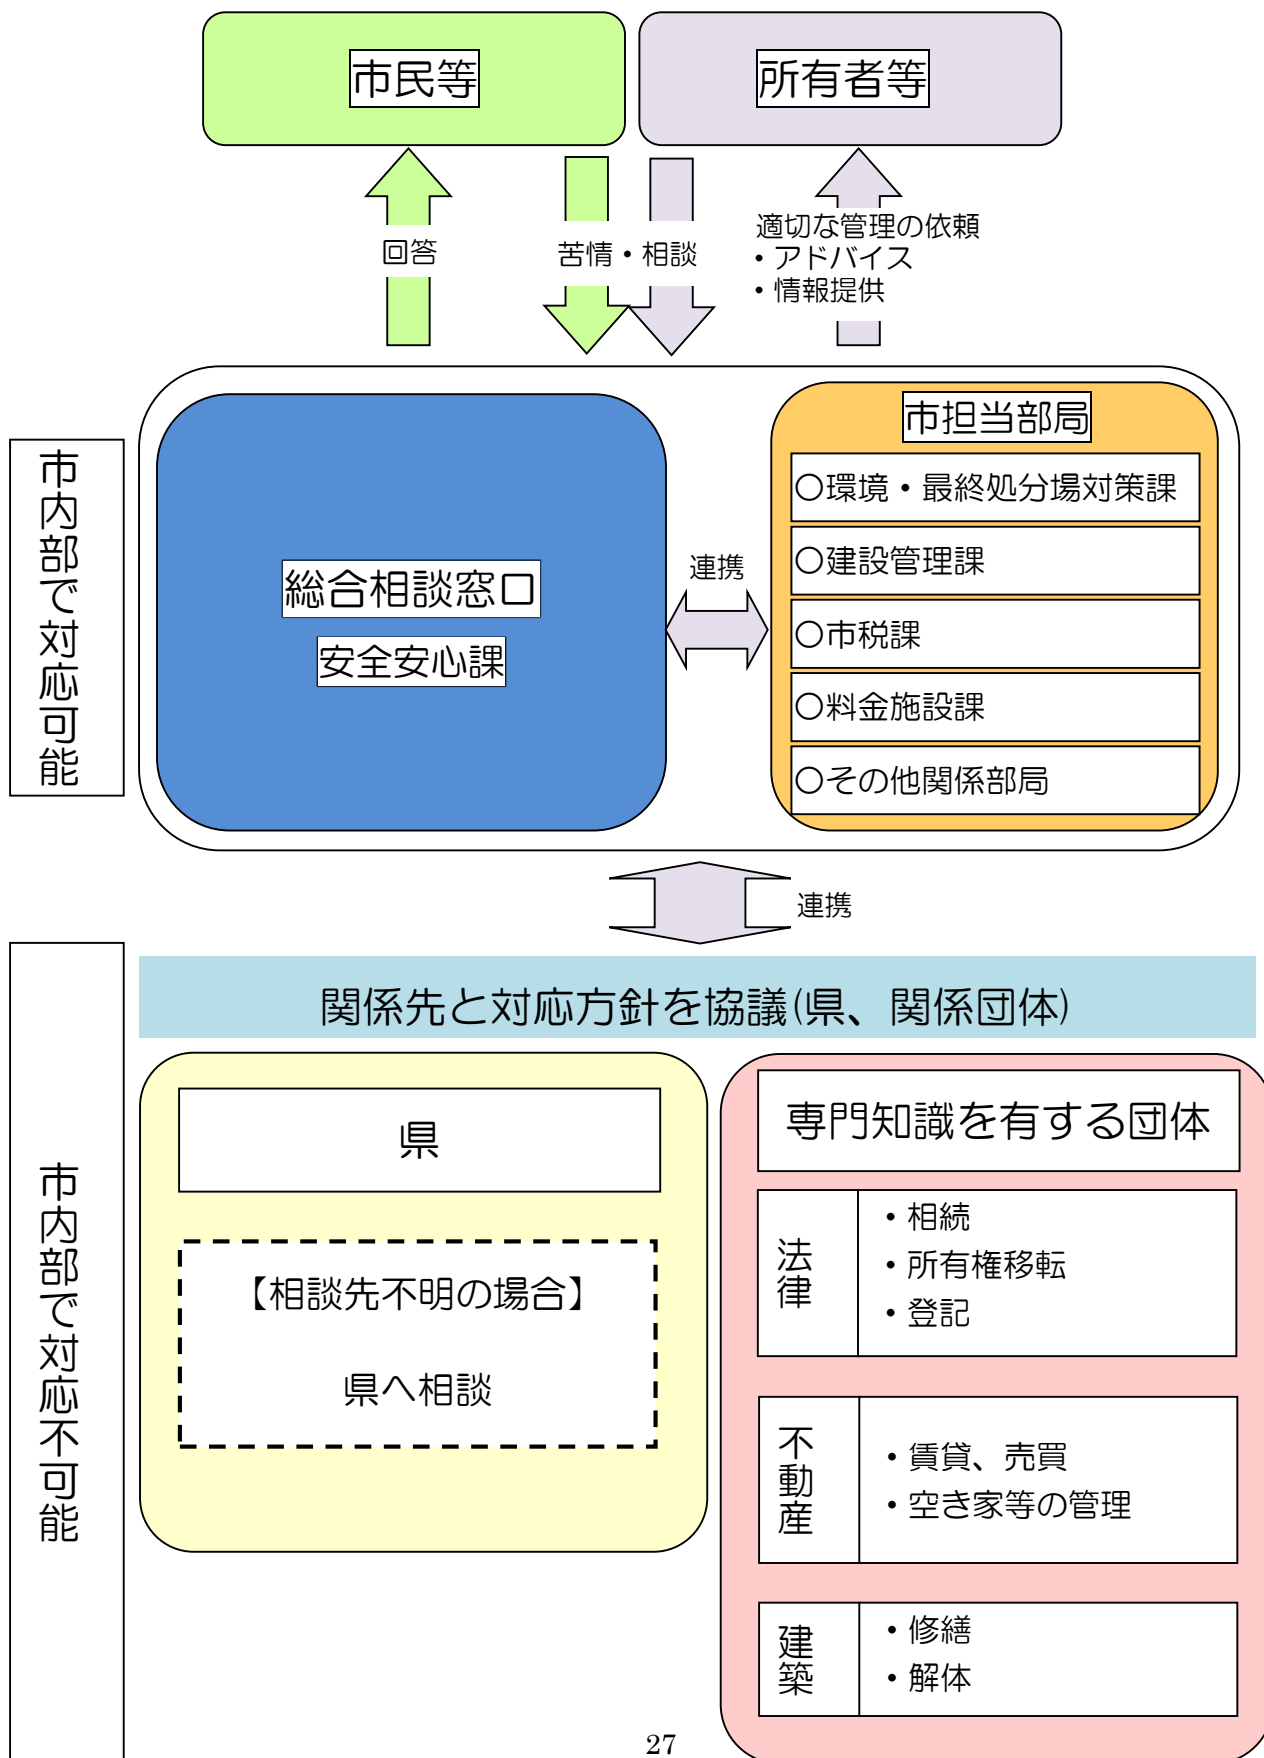 市民等
所有者等
回答
苦情・相談
適切な管理の依頼
・アドバイス
・情報提供
市内部で対応可能
総合相談窓口
安全安心課
連携
市担当部局
○環境・最終処分場対策課
○建設管理課
○市税課
○料金施設課
○その他関係部局
連携
市内部で対応不可能
関係先と対応方針を協議(県、関係団体)
県
【相談先不明の場合】
県へ相談
専門知識を有する団体
法律
・相続
・所有権移転
・登記
不動産
・賃貸、売買
・空き家等の管理
建築
・修繕
・解体
27